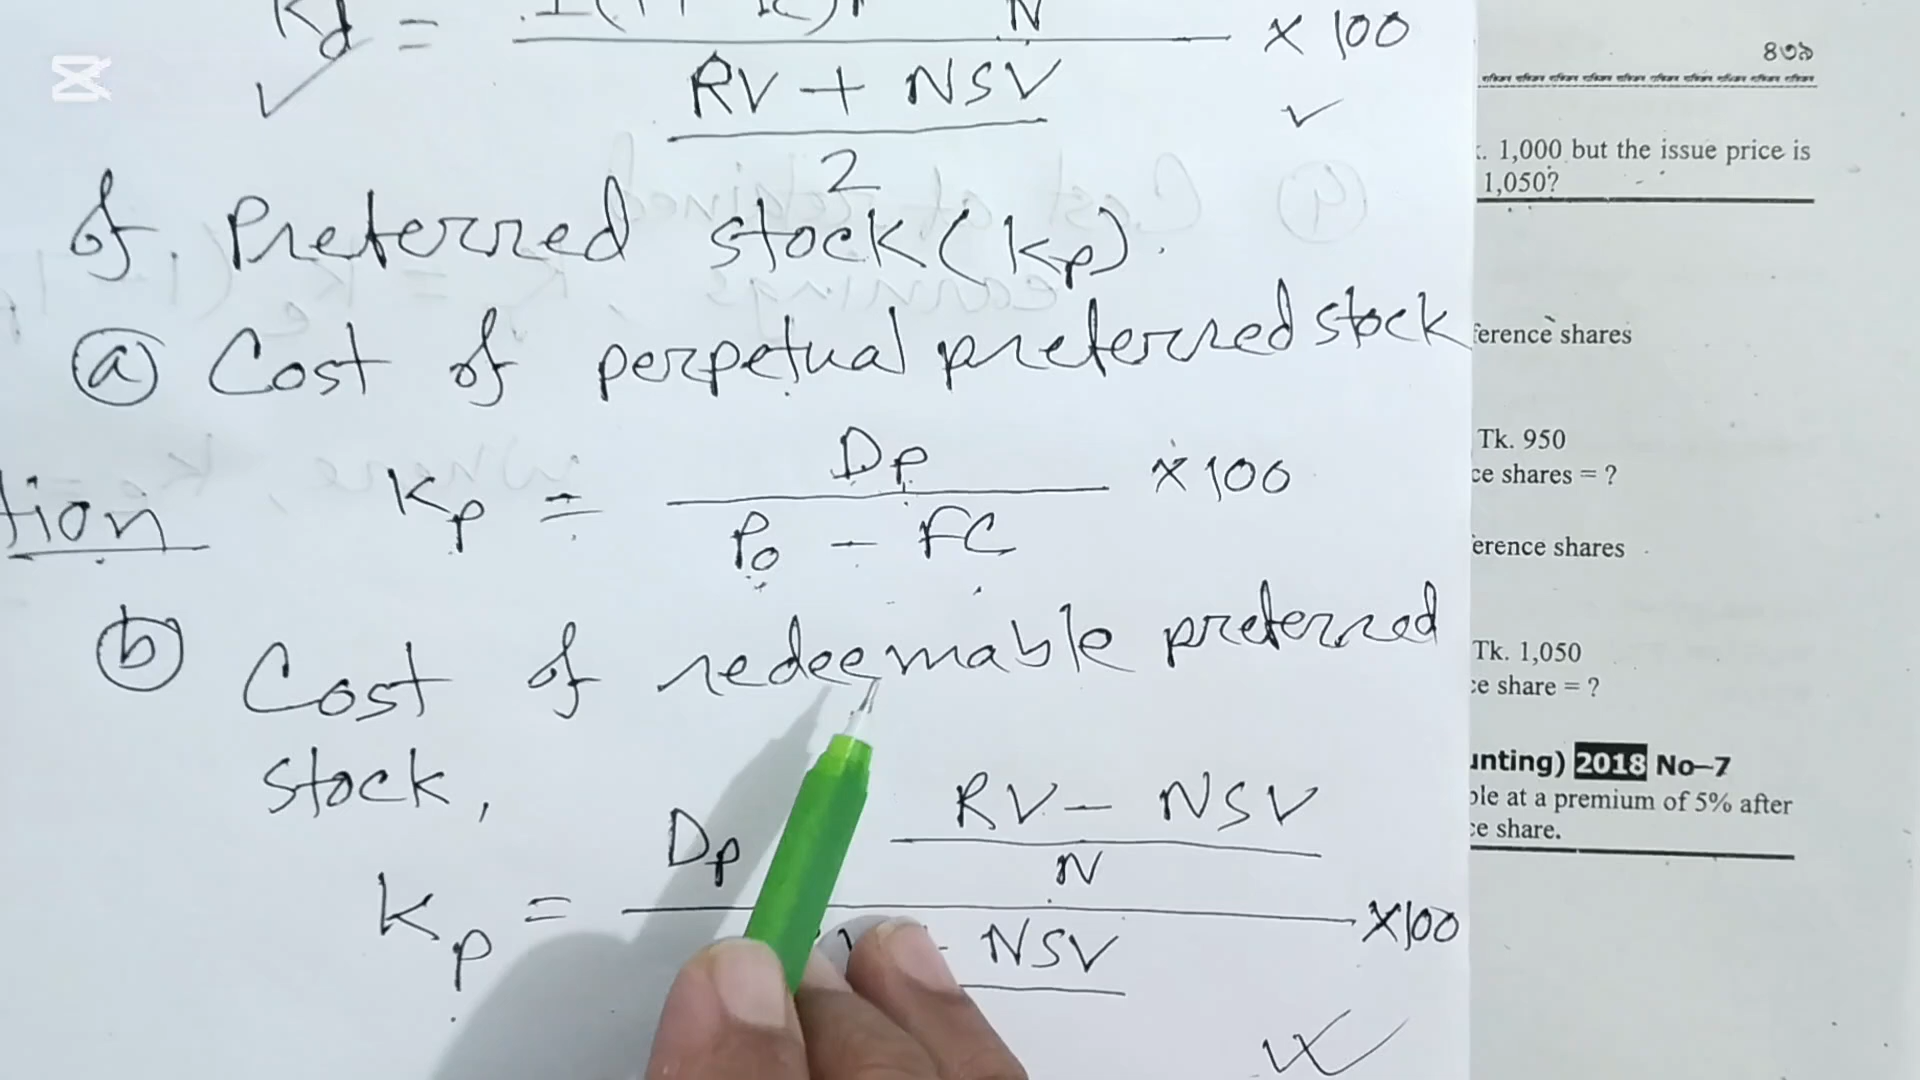 Kd = × 100
RV + NSV
2
of Preferred stock (Kp).
(a) Cost of perpetual preferred stock
tion Kp = Dp × 100
P0 - FC
(b) Cost of redeemable preferred
stock,
Dp RV - NSV
N
Kp = ×100
NSV
৪৩৯
. 1,000 but the issue price is
1,050?
ference shares
Tk. 950
ce shares = ?
erence shares
Tk. 1,050
ce share = ?
unting) 2018 No–7
ble at a premium of 5% after
ce share.